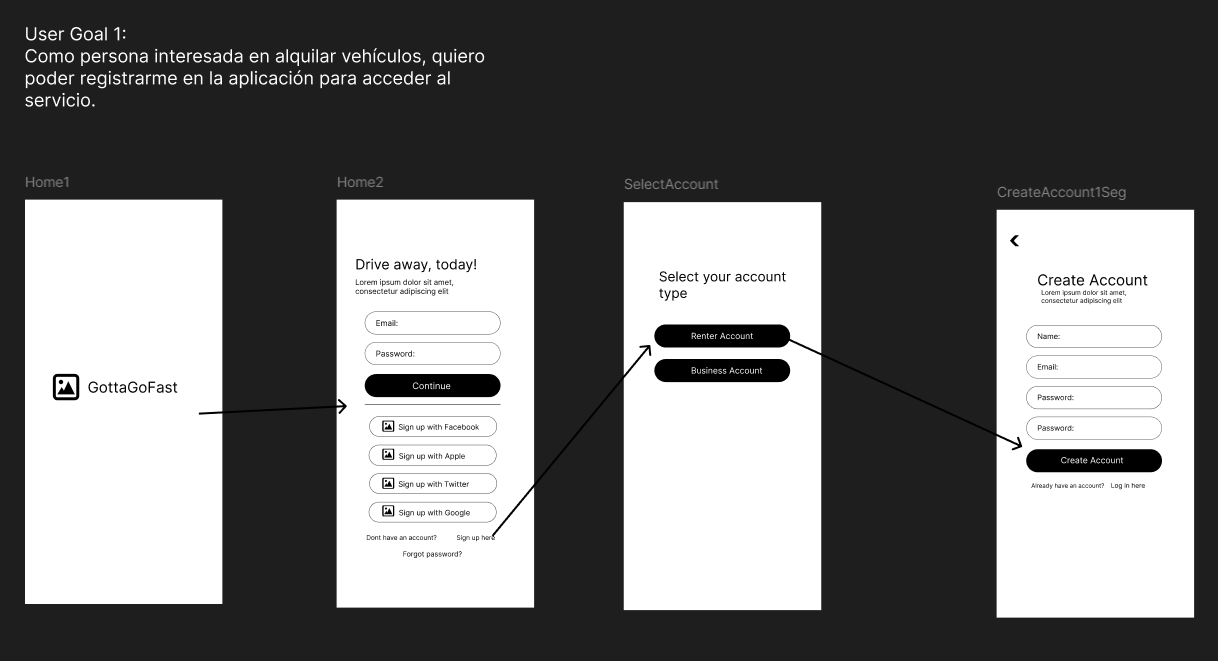 User Goal 1:
Como persona interesada en alquilar vehículos, quiero
poder registrarme en la aplicación para acceder al
servicio.
Home1
GottaGoFast
Home2
Drive away, today!
Lorem ipsum dolor sit amet,
consectetur adipiscing elit
Email:
Password:
Continue
Sign up with Facebook
Sign up with Apple
Sign up with Twitter
Sign up with Google
Dont have an account? Sign up here
Forgot password?
SelectAccount
Select your account
type
Renter Account
Business Account
CreateAccount1Seg
Create Account
Lorem ipsum dolor sit amet,
consectetur adipiscing elit
Name:
Email:
Password:
Password:
Create Account
Already have an account? Log in here